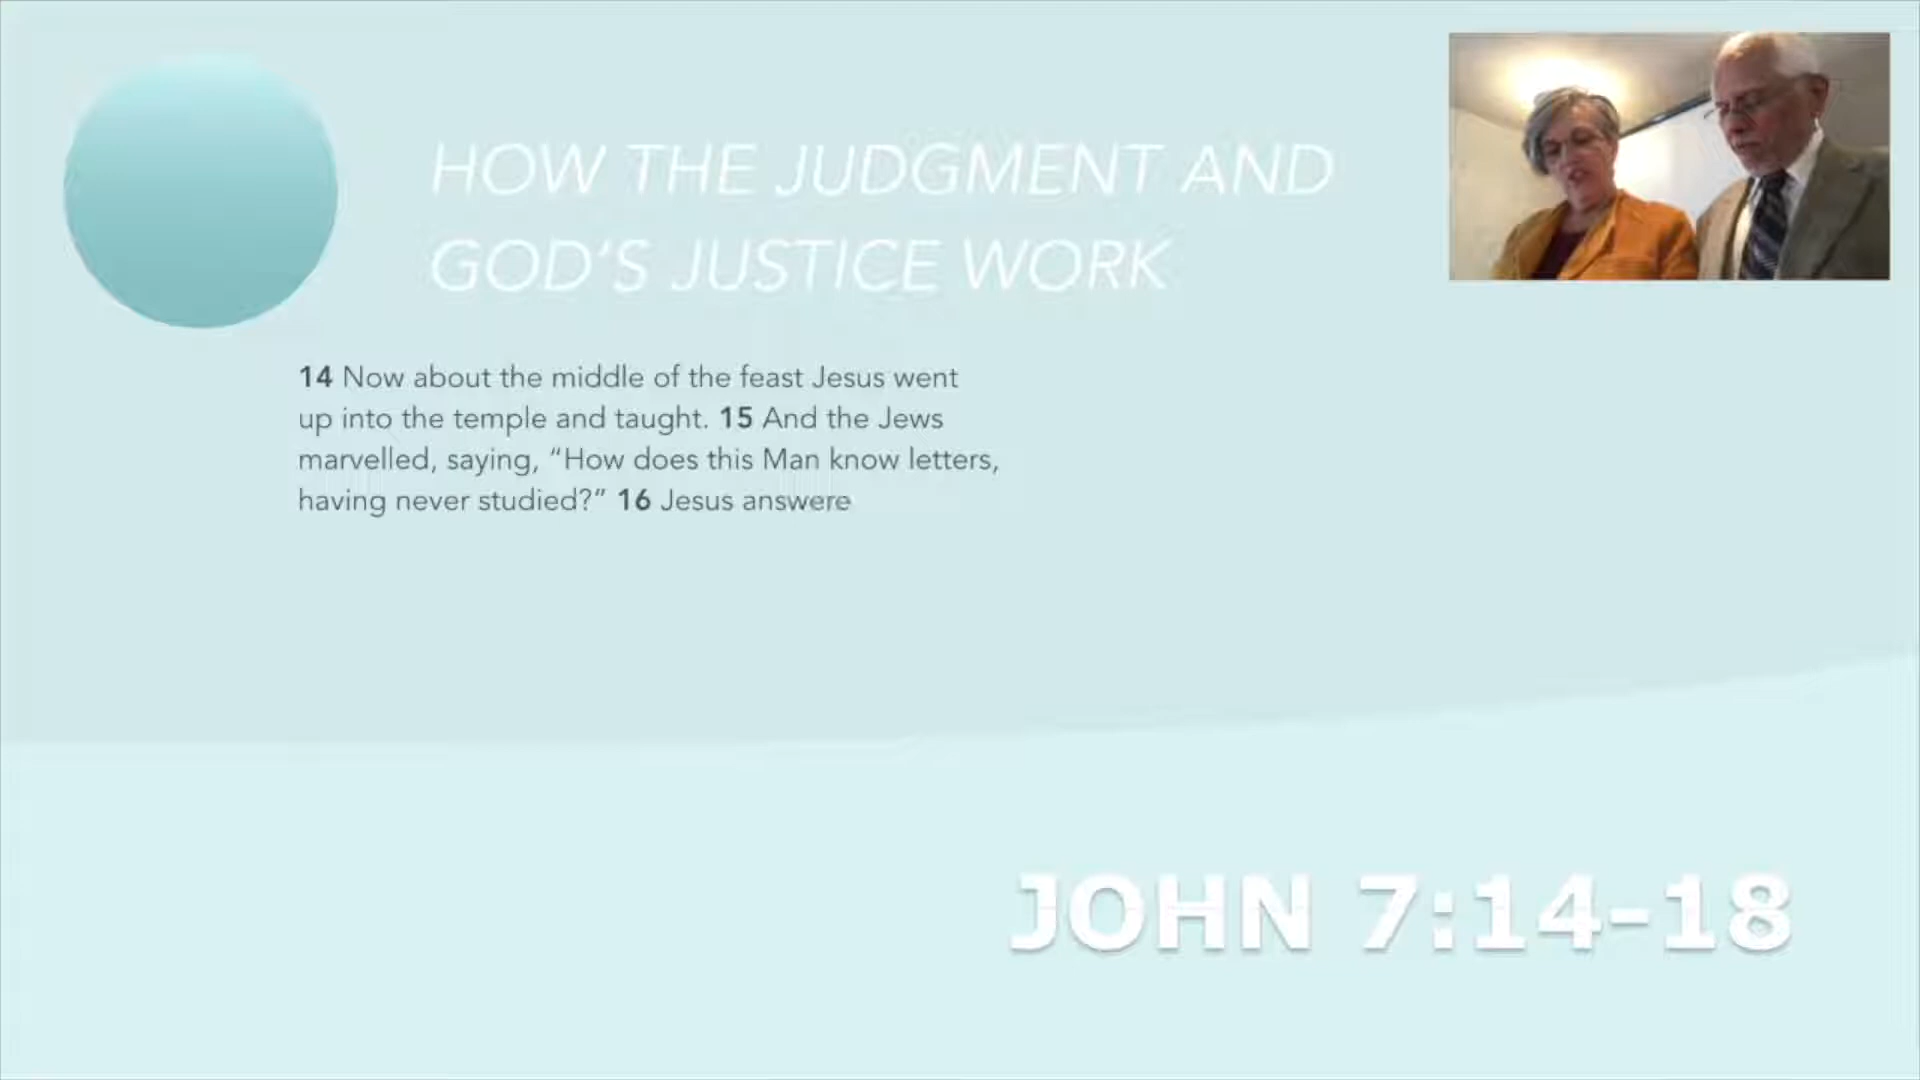 HOW THE JUDGMENT AND
GOD'S JUSTICE WORK
14 Now about the middle of the feast Jesus went
up into the temple and taught. 15 And the Jews
marvelled, saying, “How does this Man know letters,
having never studied?” 16 Jesus answere
JOHN 7:14-18